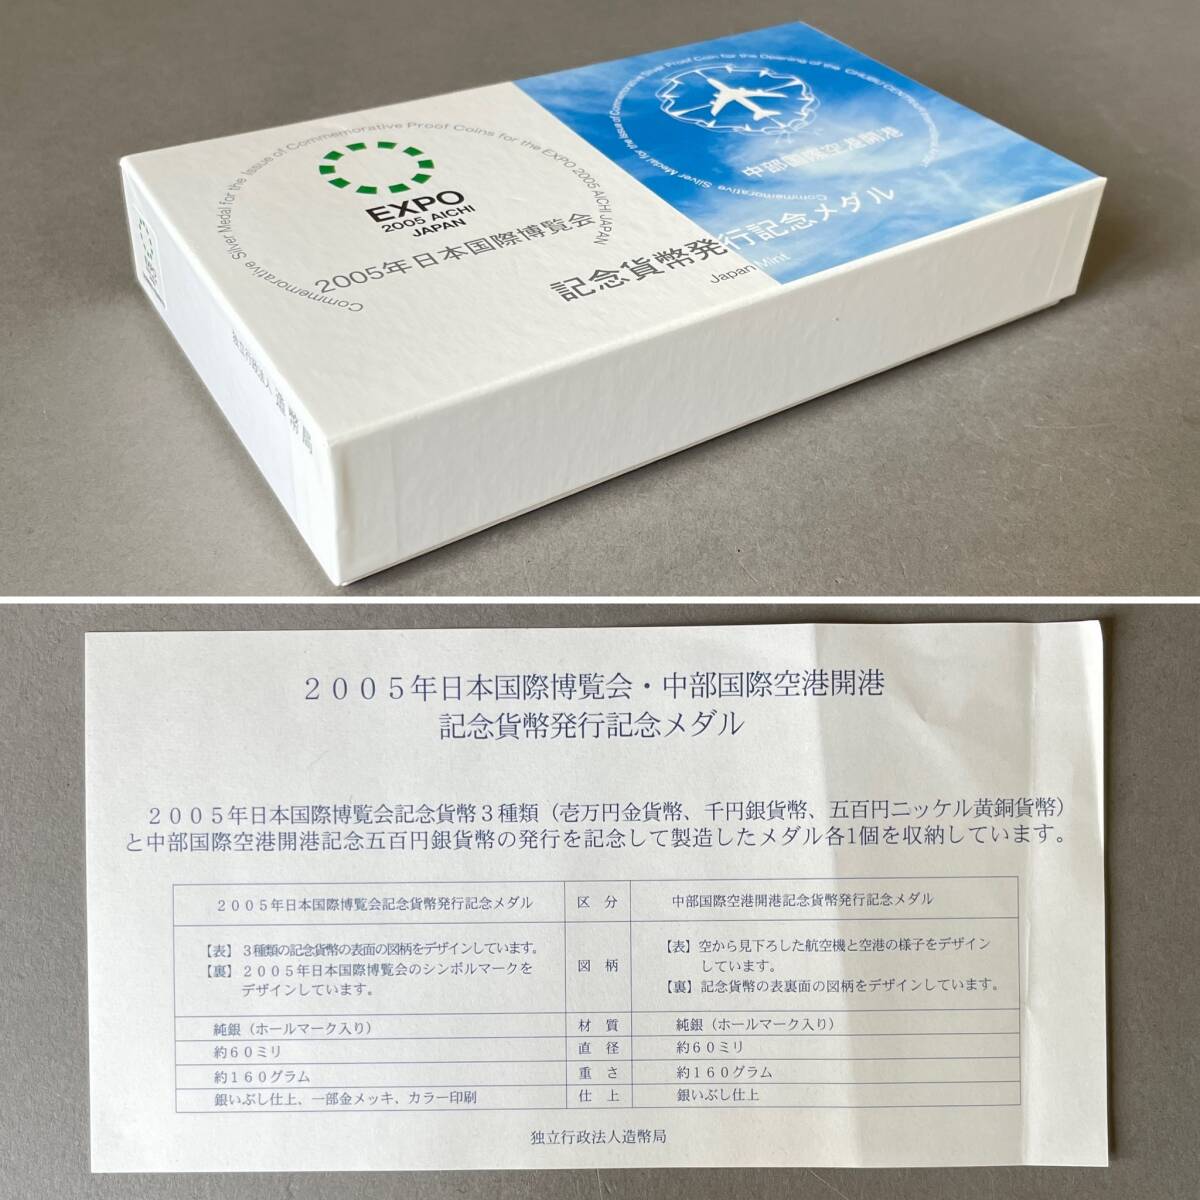 Commemorative Silver Medal for the Issue of Commemorative Proof Coins for the EXPO 2005 AICHI JAPAN
EXPO
2005 AICHI
JAPAN
2005年日本国際博覧会
Commemorative Silver Medal for the Issue of Commemorative Silver Proof Coin for the Opening of the CHUBU CENTRAIR
中部国際空港開港
記念貨幣発行記念メダル
Japan Mint
EXPO
独立行政法人 造幣局
2005年日本国際博覧会・中部国際空港開港
記念貨幣発行記念メダル
2005年日本国際博覧会記念貨幣3種類(壱万円金貨幣、千円銀貨幣、五百円ニッケル黄銅貨幣)
と中部国際空港開港記念五百円銀貨幣の発行を記念して製造したメダル各1個を収納しています。
2005年日本国際博覧会記念貨幣発行記念メダル 区 分 中部国際空港開港記念貨幣発行記念メダル
【表】3種類の記念貨幣の表面の図柄をデザインしています。
【裏】2005年日本国際博覧会のシンボルマークを
デザインしています。
図 柄
【表】空から見下ろした航空機と空港の様子をデザイン
しています。
【裏】記念貨幣の表裏面の図柄をデザインしています。
純銀(ホールマーク入り) 材 質 純銀(ホールマーク入り)
約60ミリ 直 径 約60ミリ
約160グラム 重 さ 約160グラム
銀いぶし仕上、一部金メッキ、カラー印刷 仕 上 銀いぶし仕上
独立行政法人造幣局